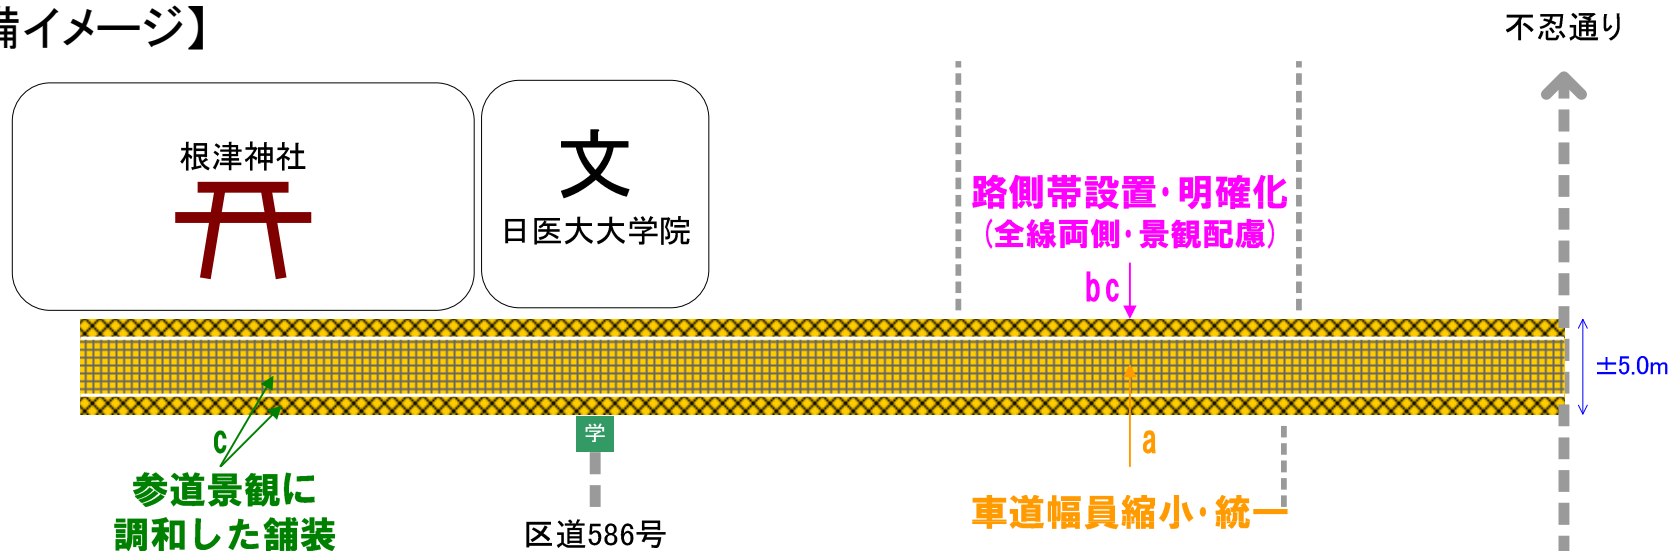 備イメージ】
不忍通り
根津神社
文
日医大大学院
路側帯設置・明確化
(全線両側・景観配慮)
bc
±5.0m
c
学
a
参道景観に
調和した舗装
車道幅員縮小・統一
区道586号